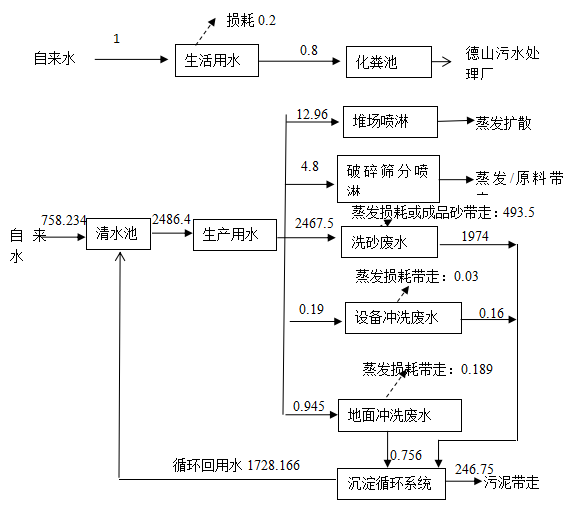 损耗 0.2
自来水
1
生活用水
0.8
化粪池
德山污水处
理厂
12.96
堆场喷淋
蒸发扩散
4.8
破碎筛分喷
淋
蒸发/原料带
蒸发损耗或成品砂带走：493.5
758.234
2486.4
2467.5
自 来
水
清水池
生产用水
洗砂废水
1974
蒸发损耗带走：0.03
0.19
设备冲洗废水
0.16
蒸发损耗带走：0.189
0.945
地面冲洗废水
0.756
循环回用水 1728.166
沉淀循环系统
246.75
污泥带走